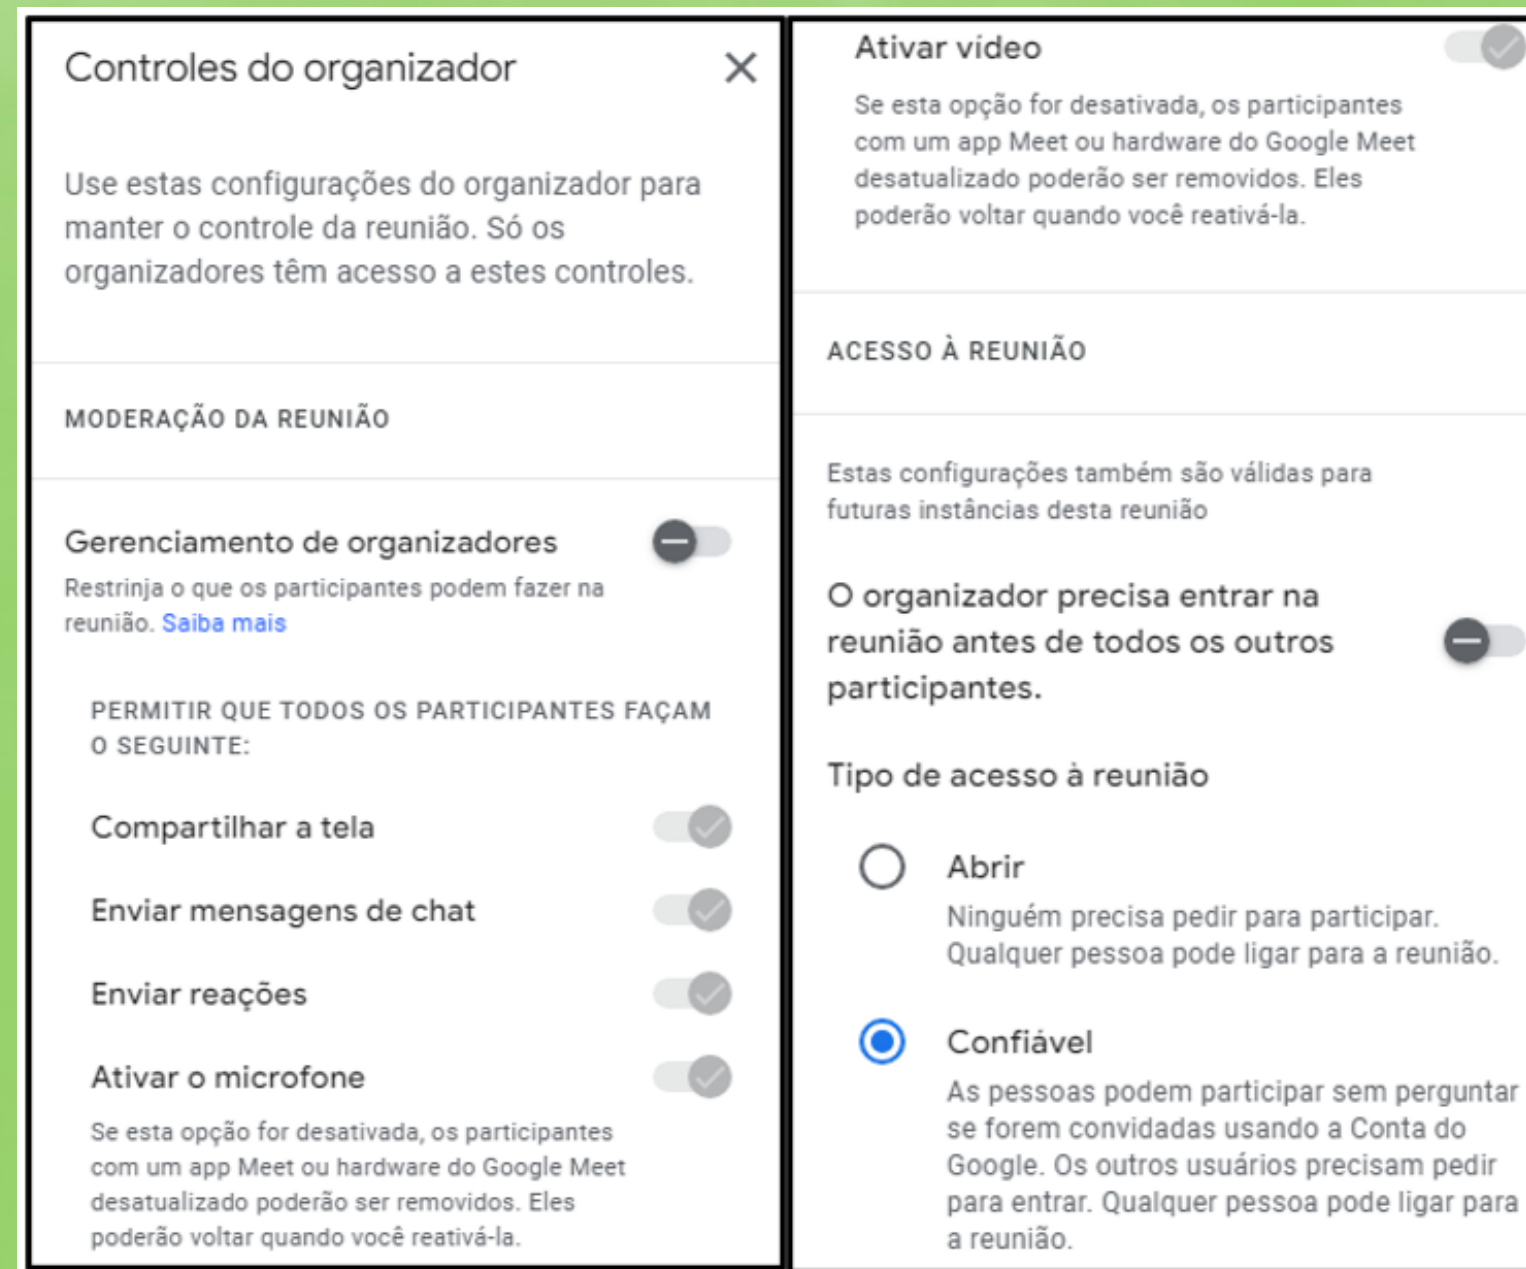 Controles do organizador
Use estas configurações do organizador para
manter o controle da reunião. Só os
organizadores têm acesso a estes controles.
MODERAÇÃO DA REUNIÃO
Gerenciamento de organizadores
Restrinja o que os participantes podem fazer na
reunião. Saiba mais
PERMITIR QUE TODOS OS PARTICIPANTES FAÇAM
O SEGUINTE:
Compartilhar a tela
Enviar mensagens de chat
Enviar reações
Ativar o microfone
Se esta opção for desativada, os participantes
com um app Meet ou hardware do Google Meet
desatualizado poderão ser removidos. Eles
poderão voltar quando você reativá-la.
Ativar vídeo
Se esta opção for desativada, os participantes
com um app Meet ou hardware do Google Meet
desatualizado poderão ser removidos. Eles
poderão voltar quando você reativá-la.
ACESSO À REUNIÃO
Estas configurações também são válidas para
futuras instâncias desta reunião
O organizador precisa entrar na
reunião antes de todos os outros
participantes.
Tipo de acesso à reunião
Abrir
Ninguém precisa pedir para participar.
Qualquer pessoa pode ligar para a reunião.
Confiável
As pessoas podem participar sem perguntar
se forem convidadas usando a Conta do
Google. Os outros usuários precisam pedir
para entrar. Qualquer pessoa pode ligar para
a reunião.